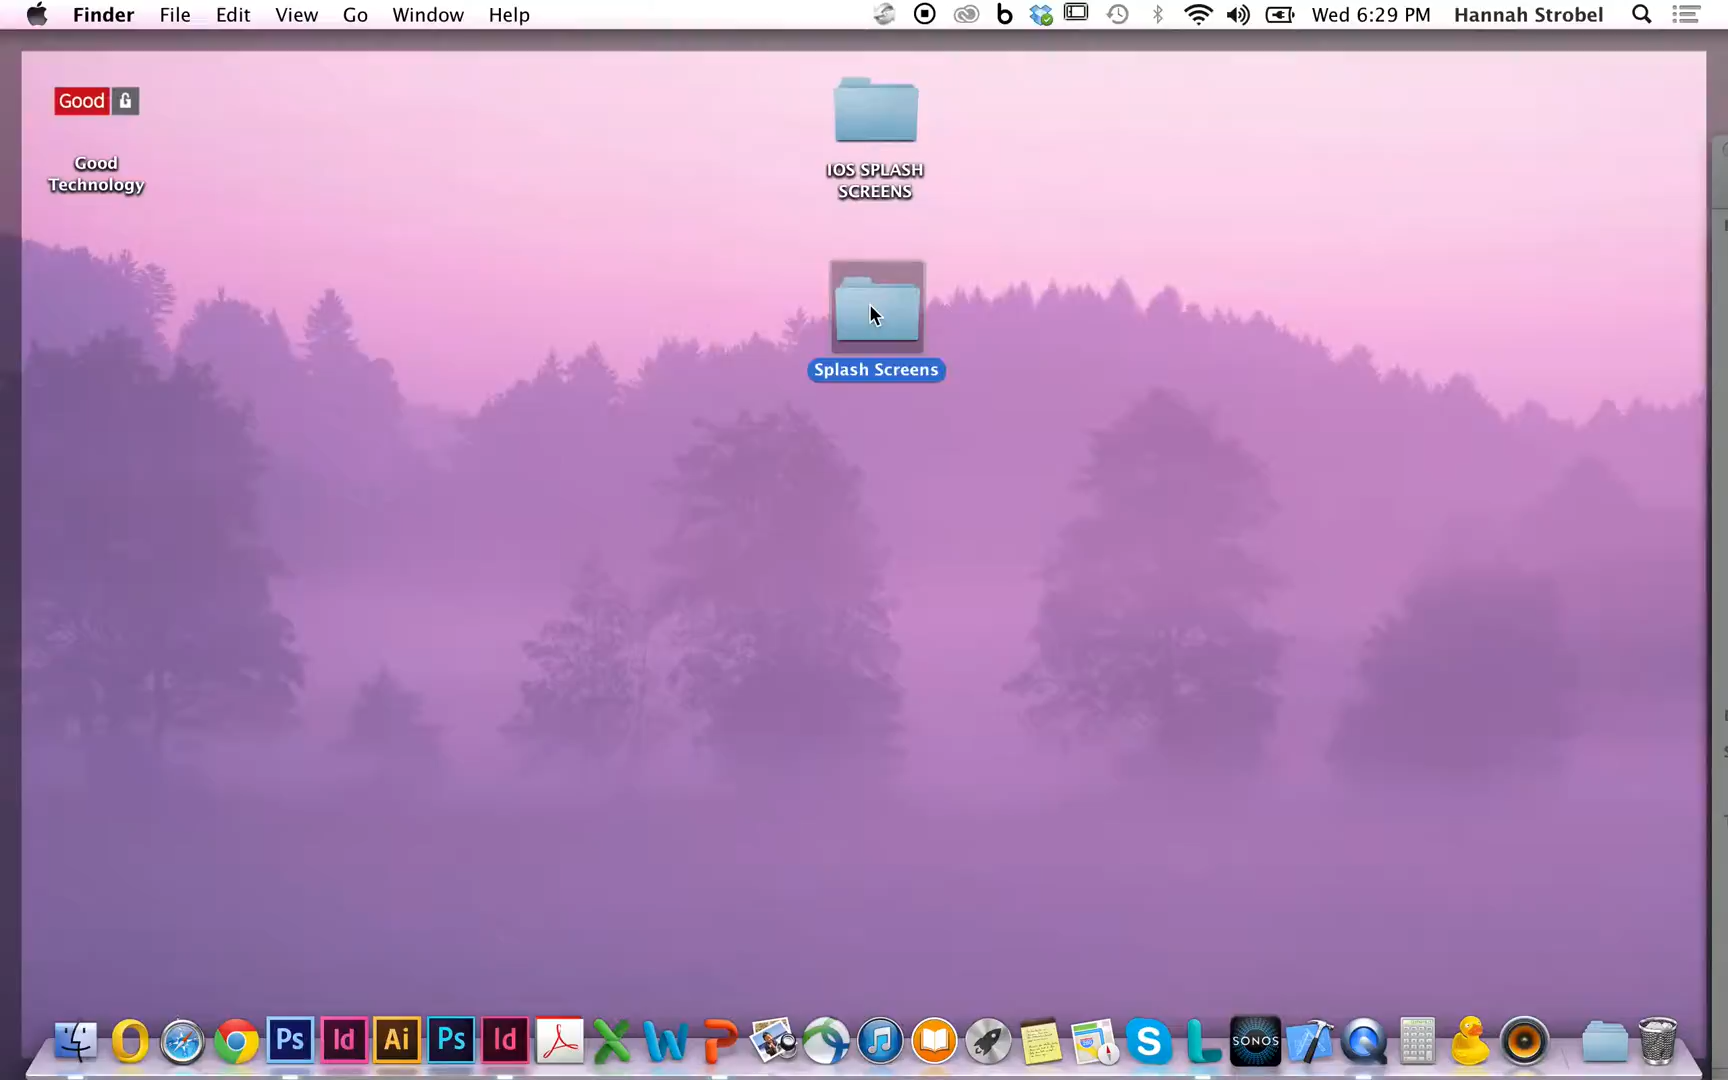 Finder File Edit View Go Window Help b Wed 6:29 PM Hannah Strobel
Good
Good
Technology
IOS SPLASH
SCREENS
Splash Screens
Ps Id Ai Ps Id SONOS